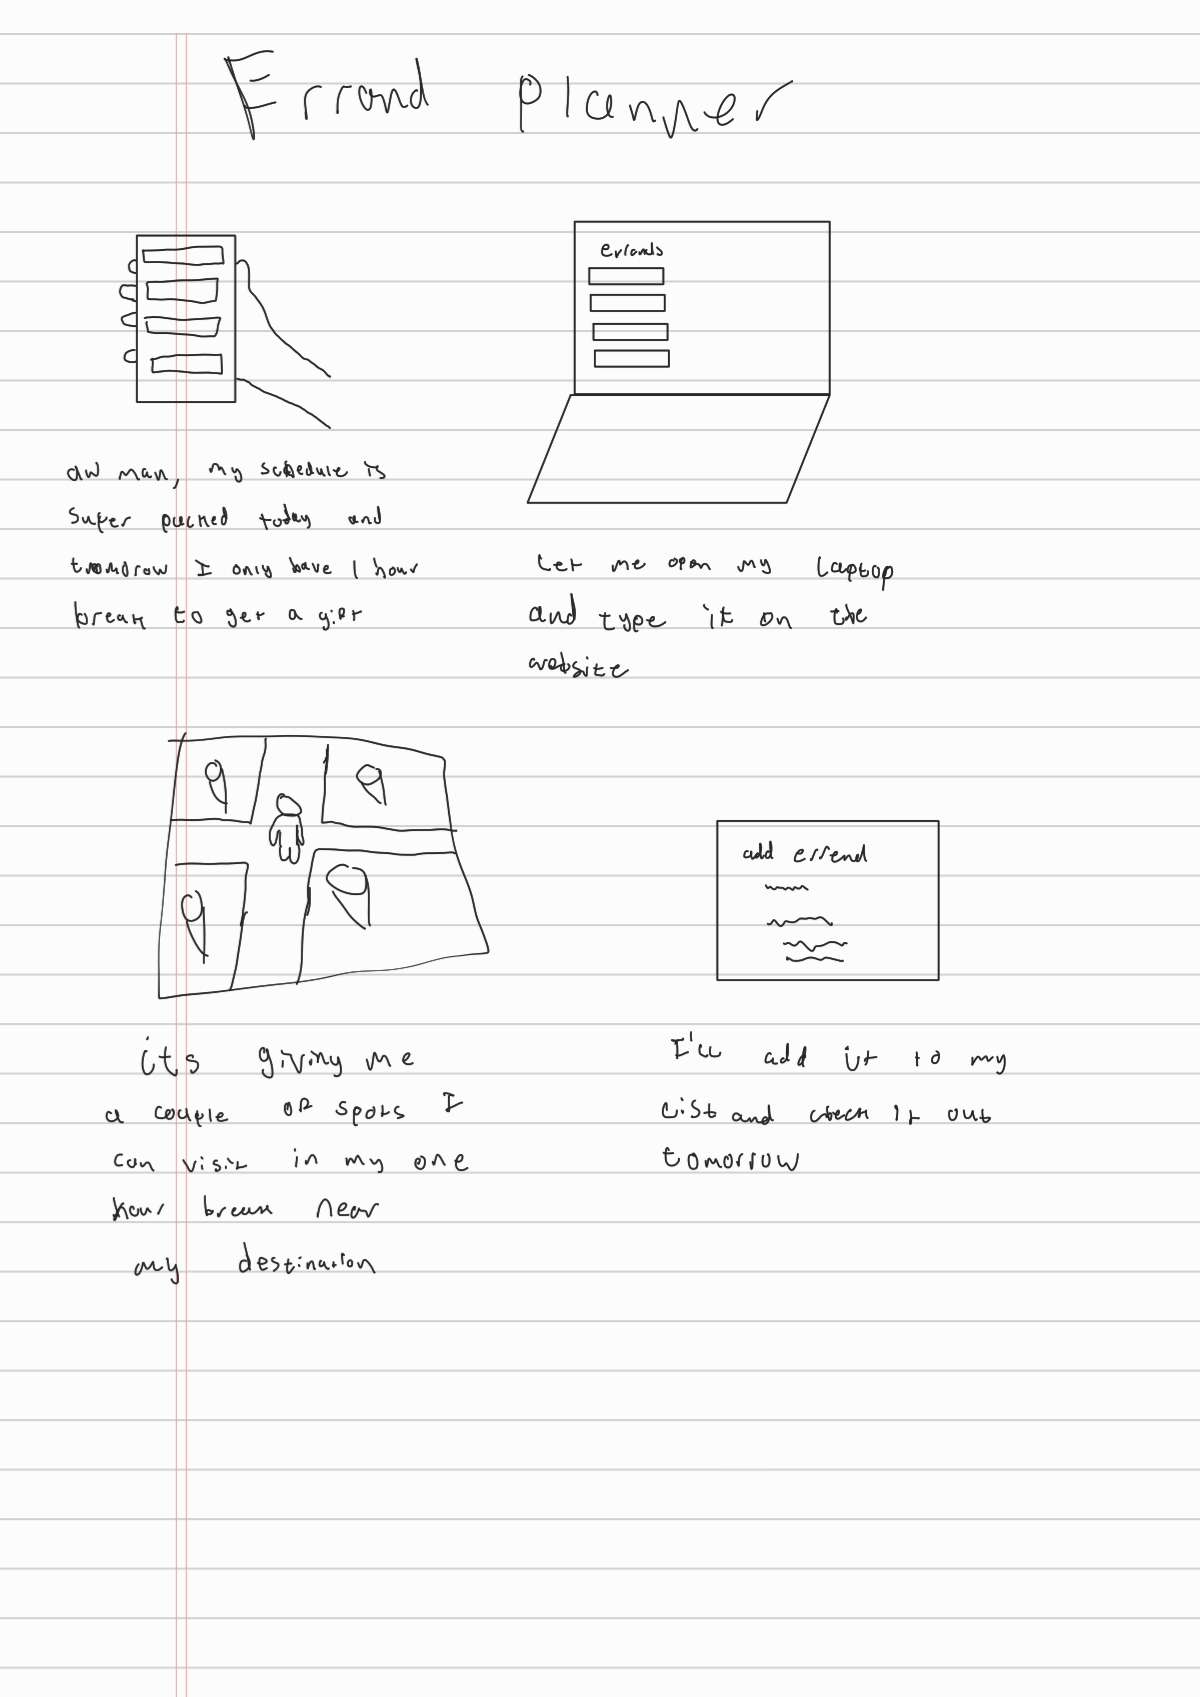 Errand planner
errands
aw man, my schedule is
super packed today and
tomorrow I only have 1 hour
break to get a gift
Let me open my laptop
and type it on the
website
its giving me
a couple of spots I
can visit in my one
hour break near
my destination
add errend
I'll add it to my
list and check it out
tomorrow